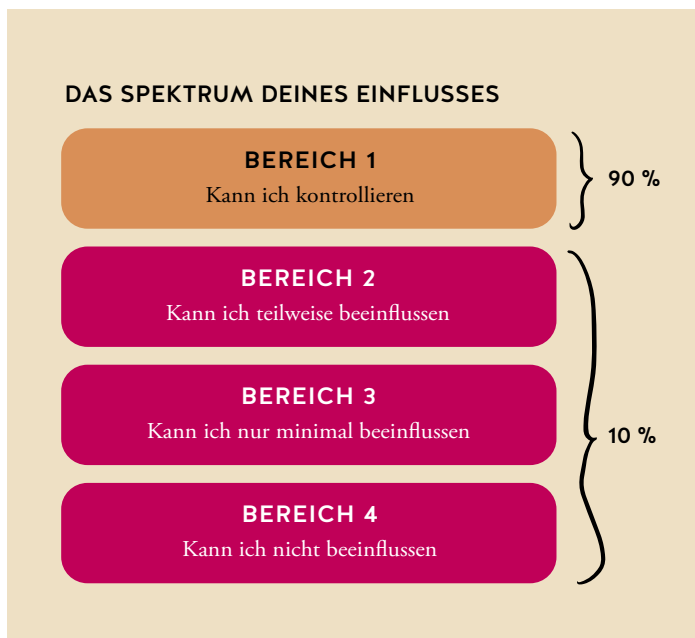 DAS SPEKTRUM DEINES EINFLUSSES
BEREICH 1
Kann ich kontrollieren
90 %
BEREICH 2
Kann ich teilweise beeinflussen
BEREICH 3
Kann ich nur minimal beeinflussen
10 %
BEREICH 4
Kann ich nicht beeinflussen